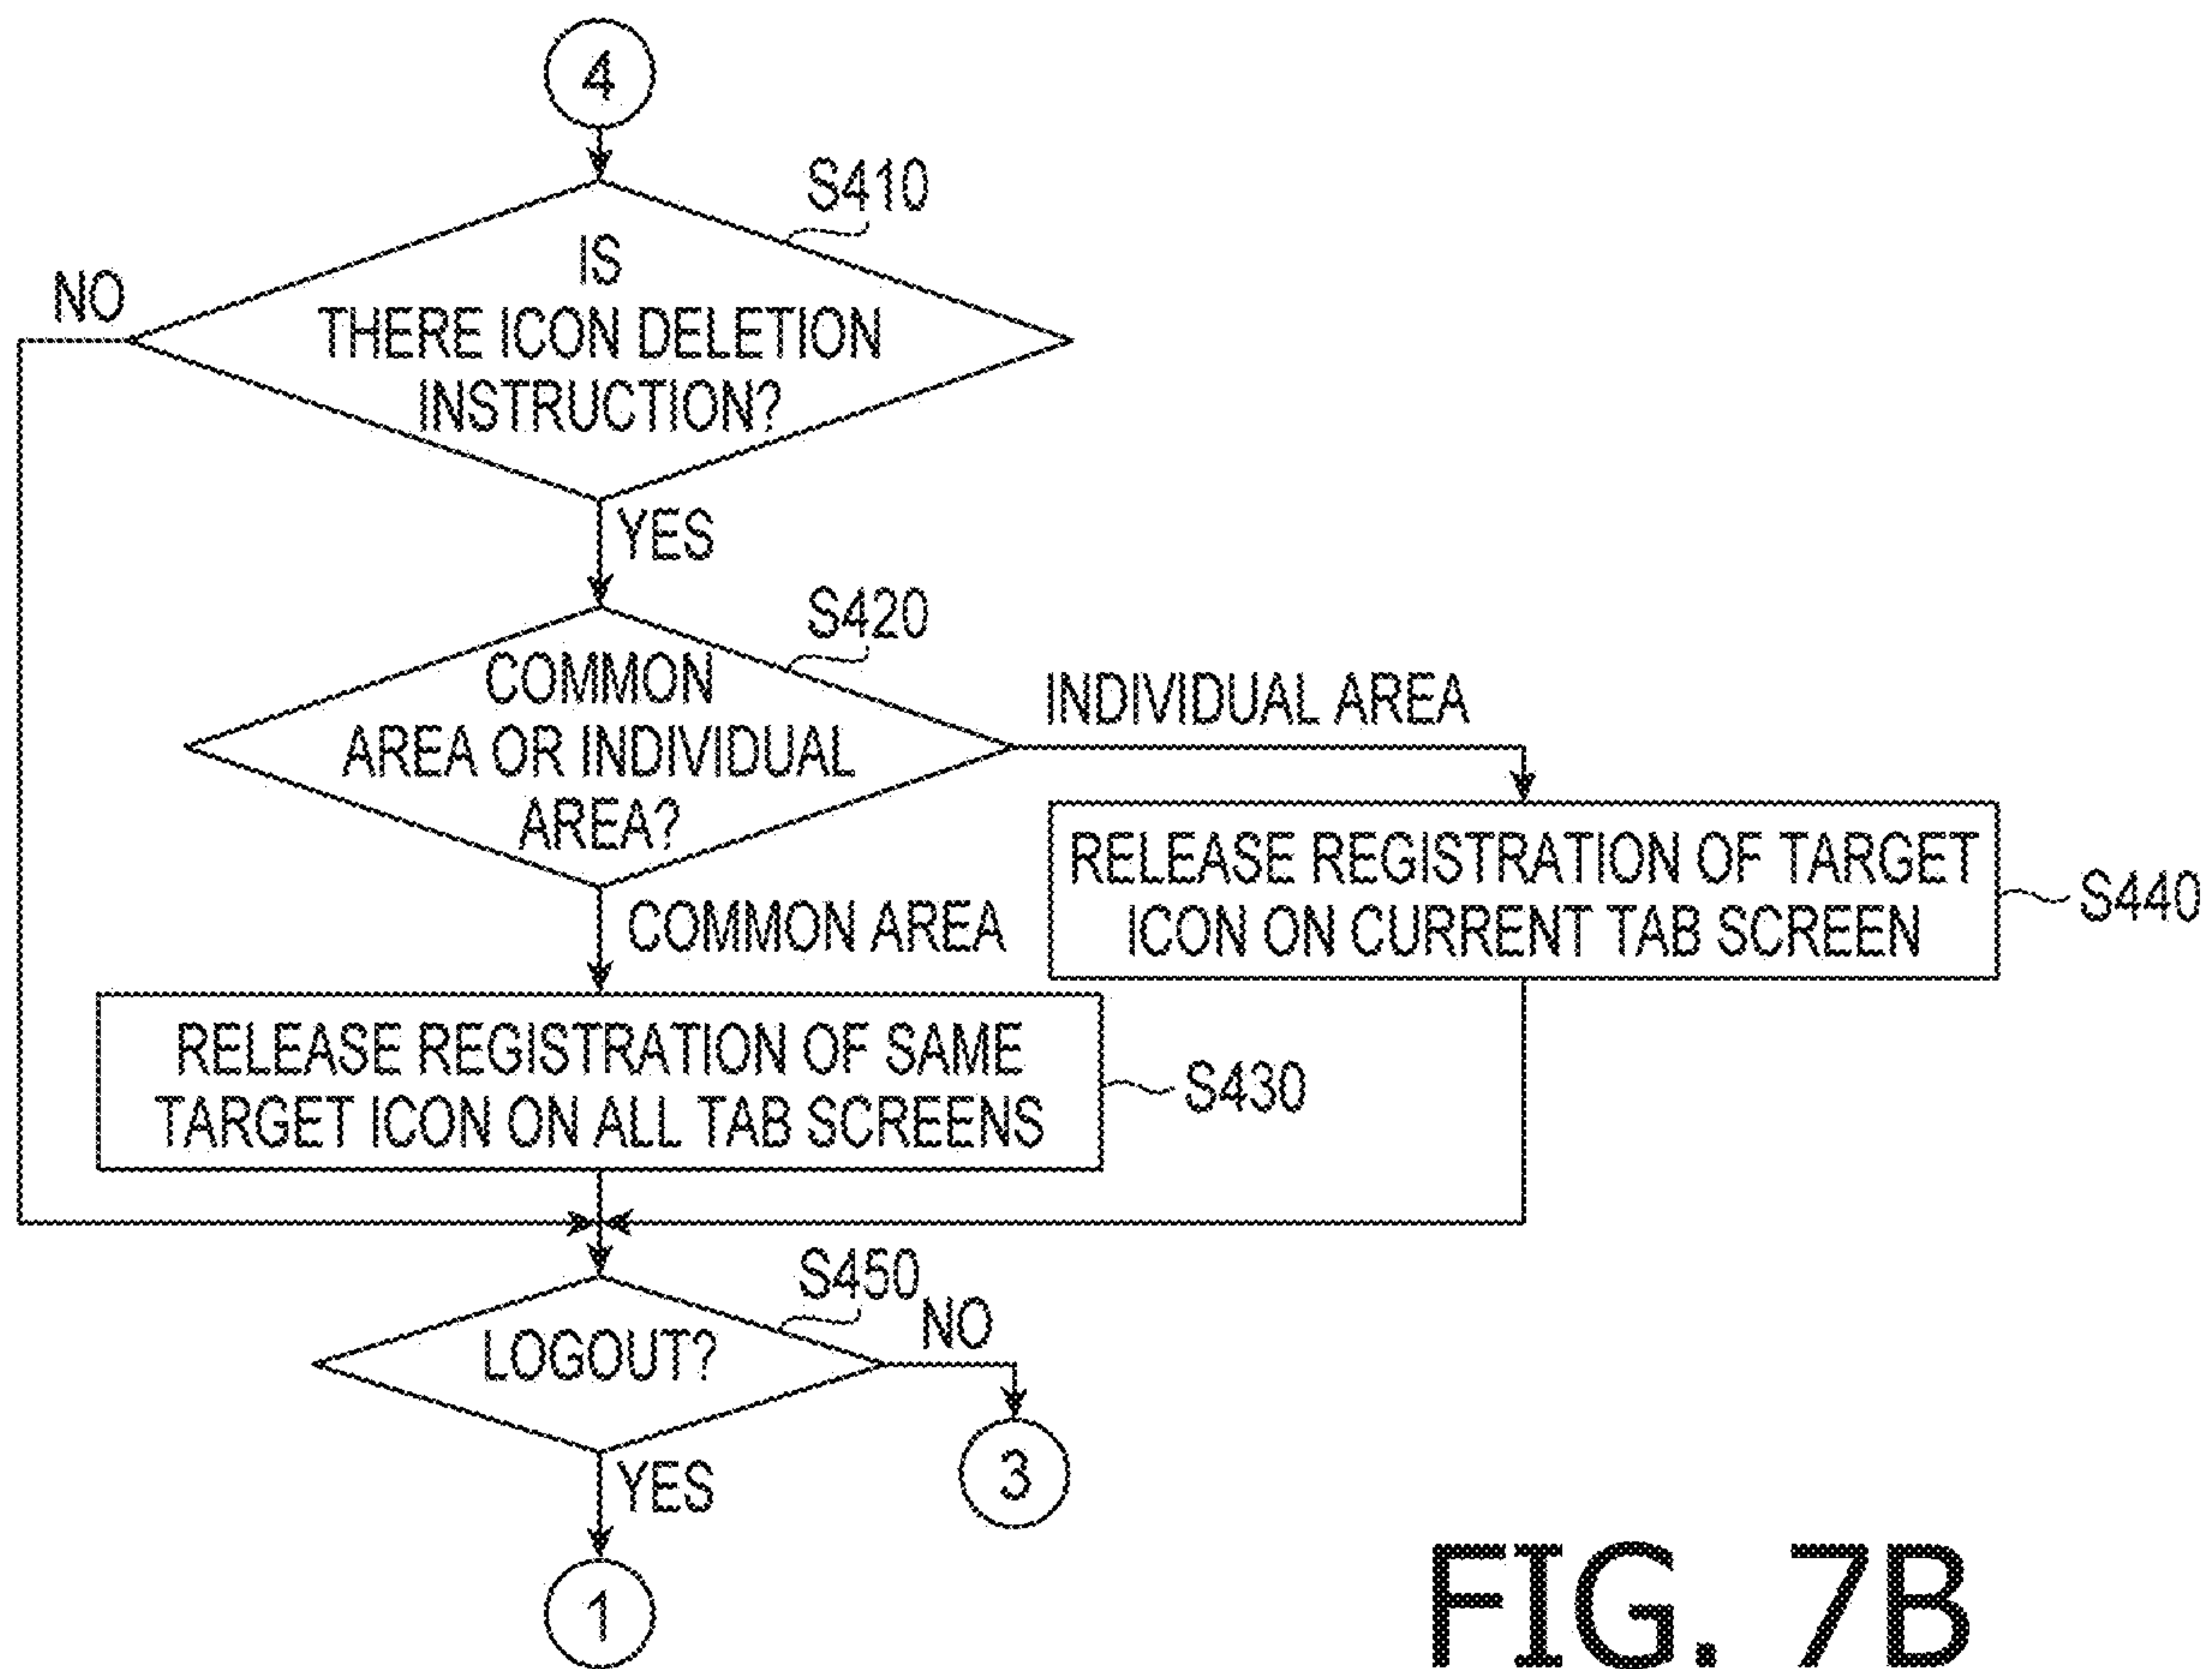 4
S410
IS
THERE ICON DELETION
INSTRUCTION?
NO
YES
S420
COMMON
AREA OR INDIVIDUAL
AREA?
INDIVIDUAL AREA
RELEASE REGISTRATION OF TARGET
ICON ON CURRENT TAB SCREEN
S440
COMMON AREA
RELEASE REGISTRATION OF SAME
TARGET ICON ON ALL TAB SCREENS
S430
S450
LOGOUT?
NO
3
YES
1
FIG. 7B